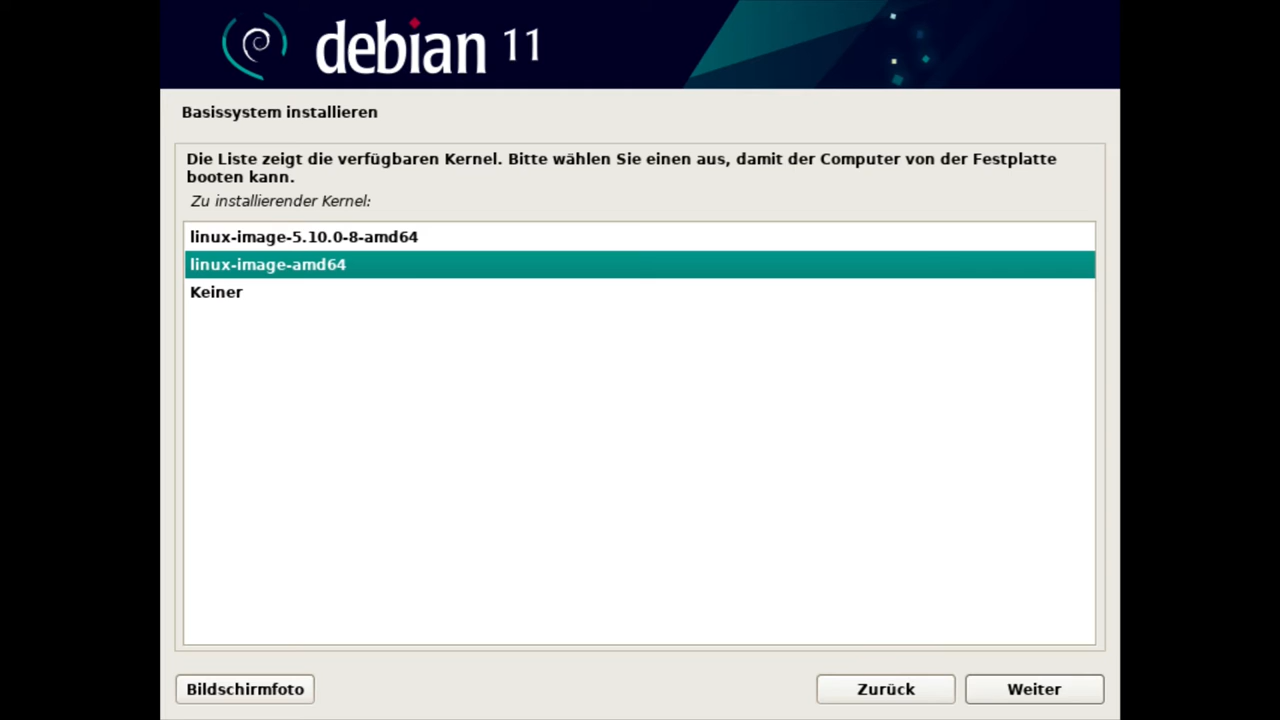 debian 11
Basissystem installieren
Die Liste zeigt die verfügbaren Kernel. Bitte wählen Sie einen aus, damit der Computer von der Festplatte
booten kann.
Zu installierender Kernel:
linux-image-5.10.0-8-amd64
linux-image-amd64
Keiner
Bildschirmfoto
Zurück
Weiter